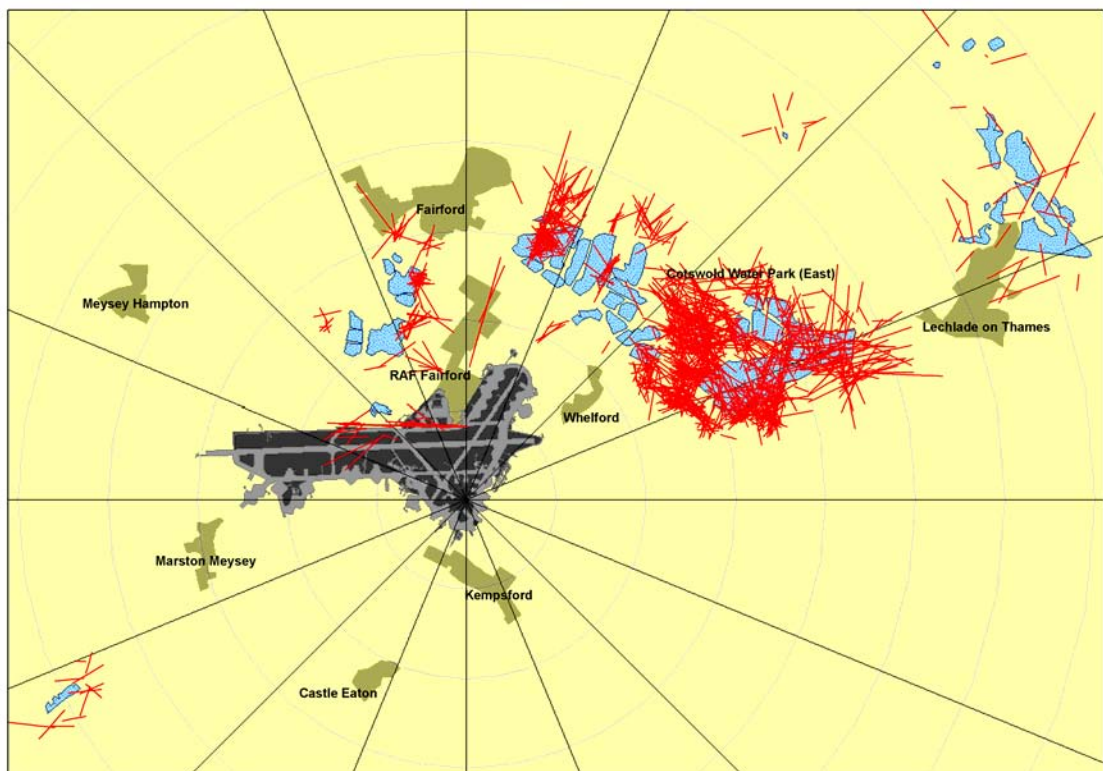 Fairford
Cotswold Water Park (East)
Meysey Hampton
Lechlade on Thames
RAF Fairford
Whelford
Marston Meysey
Kempsford
Castle Eaton